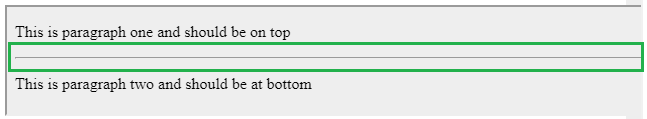 This is paragraph one and should be on top
This is paragraph two and should be at bottom